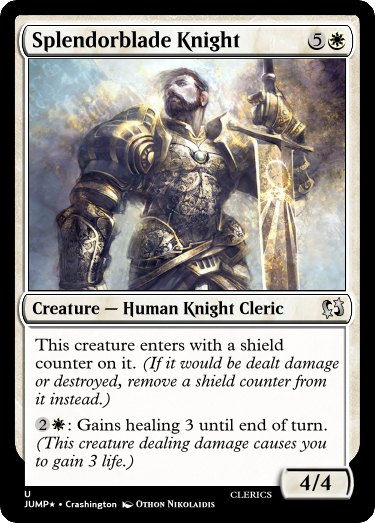 Splendorblade Knight 5
Creature — Human Knight Cleric
This creature enters with a shield
counter on it. (If it would be dealt damage
or destroyed, remove a shield counter from
it instead.)
2: Gains healing 3 until end of turn.
(This creature dealing damage causes you
to gain 3 life.)
4/4
U
JUMP★ • Crashington Othon Nikolaidis CLERICS